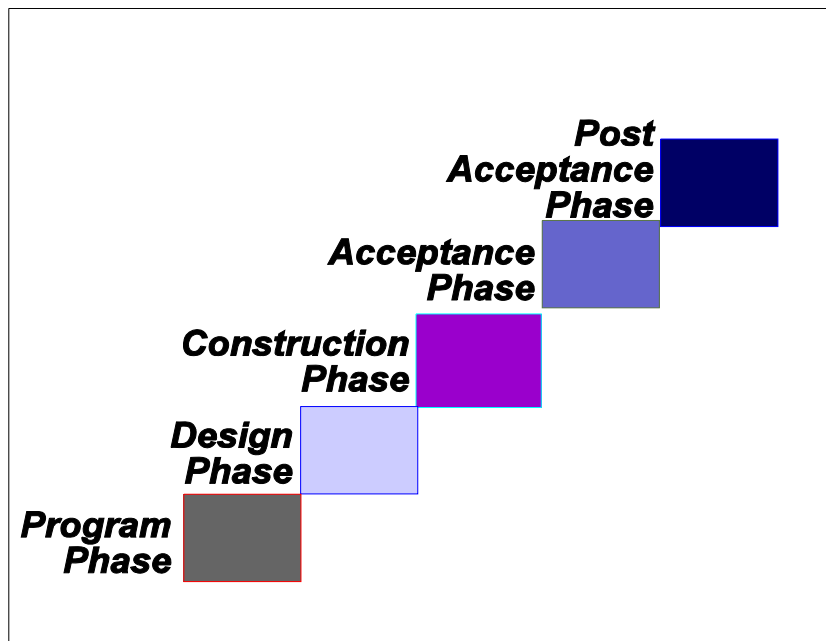 Post
Acceptance
Phase
Acceptance
Phase
Construction
Phase
Design
Phase
Program
Phase